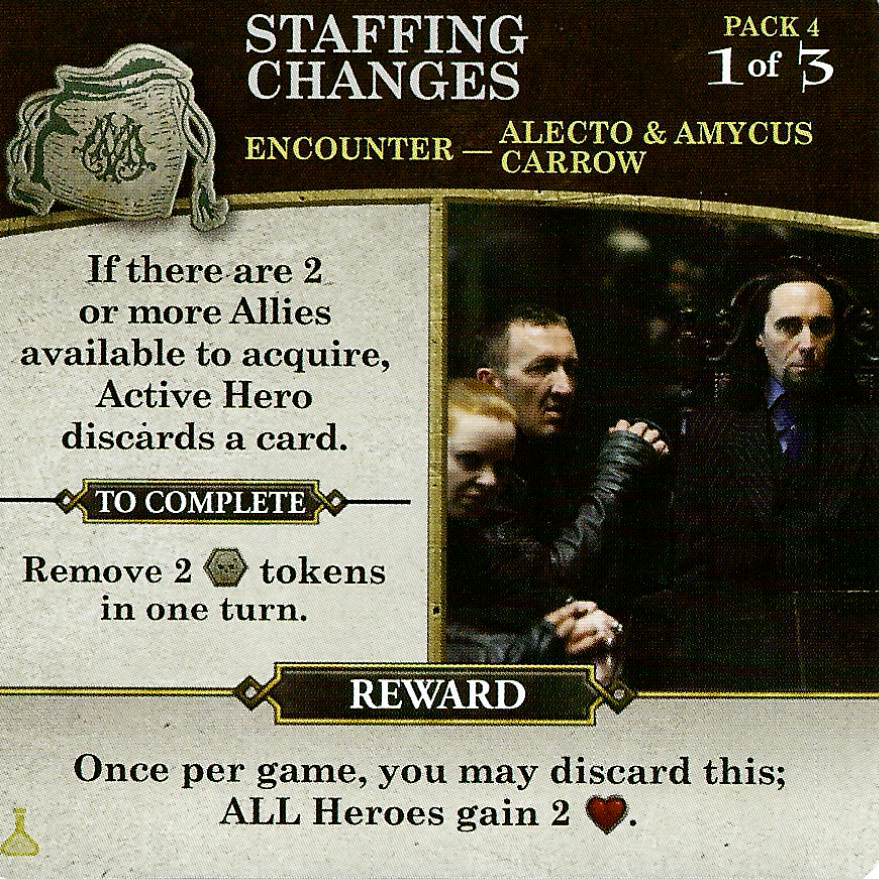 STAFFING
CHANGES
PACK 4
1 of 3
ENCOUNTER — ALECTO & AMYCUS
CARROW
If there are 2
or more Allies
available to acquire,
Active Hero
discards a card.
TO COMPLETE
Remove 2 tokens
in one turn.
REWARD
Once per game, you may discard this;
ALL Heroes gain 2 .